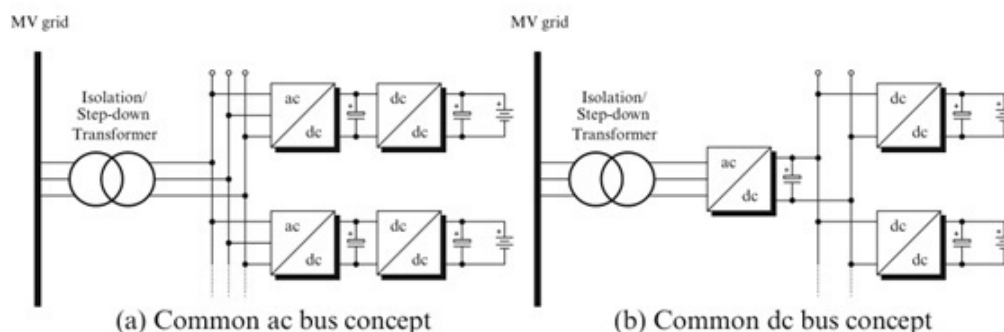 MV grid
Isolation/
Step-down
Transformer
ac
dc
dc
dc
ac
dc
dc
dc
(a) Common ac bus concept
MV grid
Isolation/
Step-down
Transformer
ac
dc
dc
dc
dc
dc
(b) Common dc bus concept